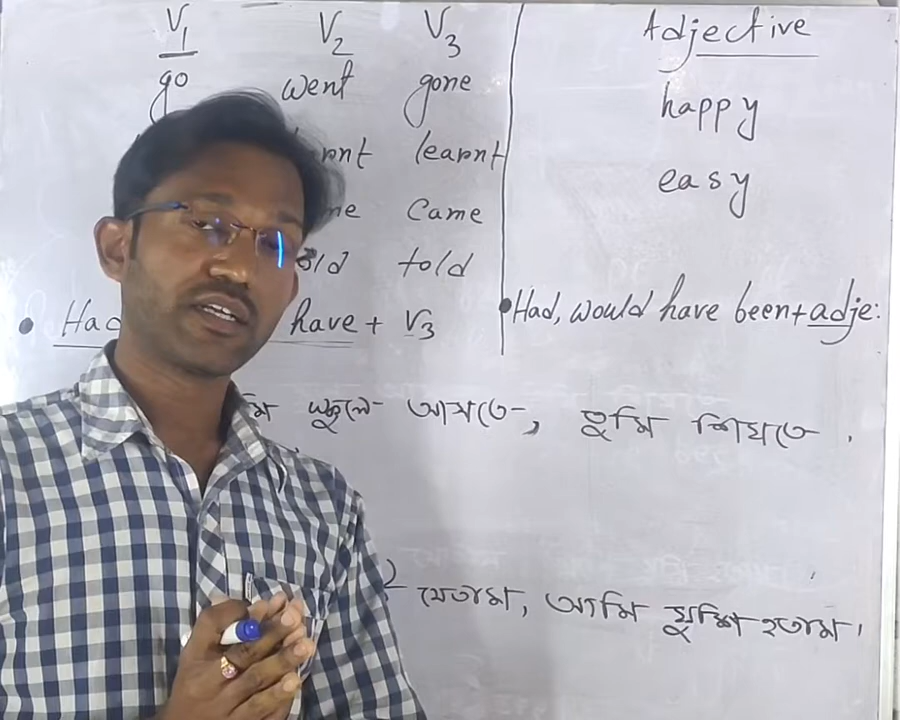 V1 V2 V3 Adjective
go went gone happy
learnt easy
Came
told
• Had, have + V3 • Had, would have been + adje:
স্কুলে আসতে, তুমি শিখতে.
যেতাম, আমি খুশি হতাম।